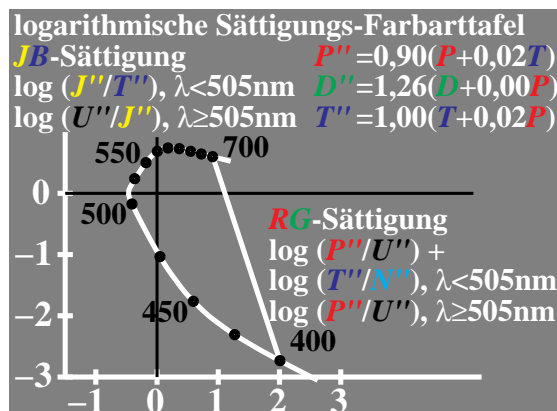 logarithmische Sättigungs-Farbarttafel
JB-Sättigung
P''=0,90(P+0,02T)
log (J''/T''), λ<505nm
D''=1,26(D+0,00P)
log (U''/J''), λ≥505nm
T''=1,00(T+0,02P)
550
700
0
500
RG-Sättigung
log (P''/U'') +
−1
log (T''/N''), λ<505nm
450
log (P''/U''), λ≥505nm
−2
400
−3
−1 0 1 2 3